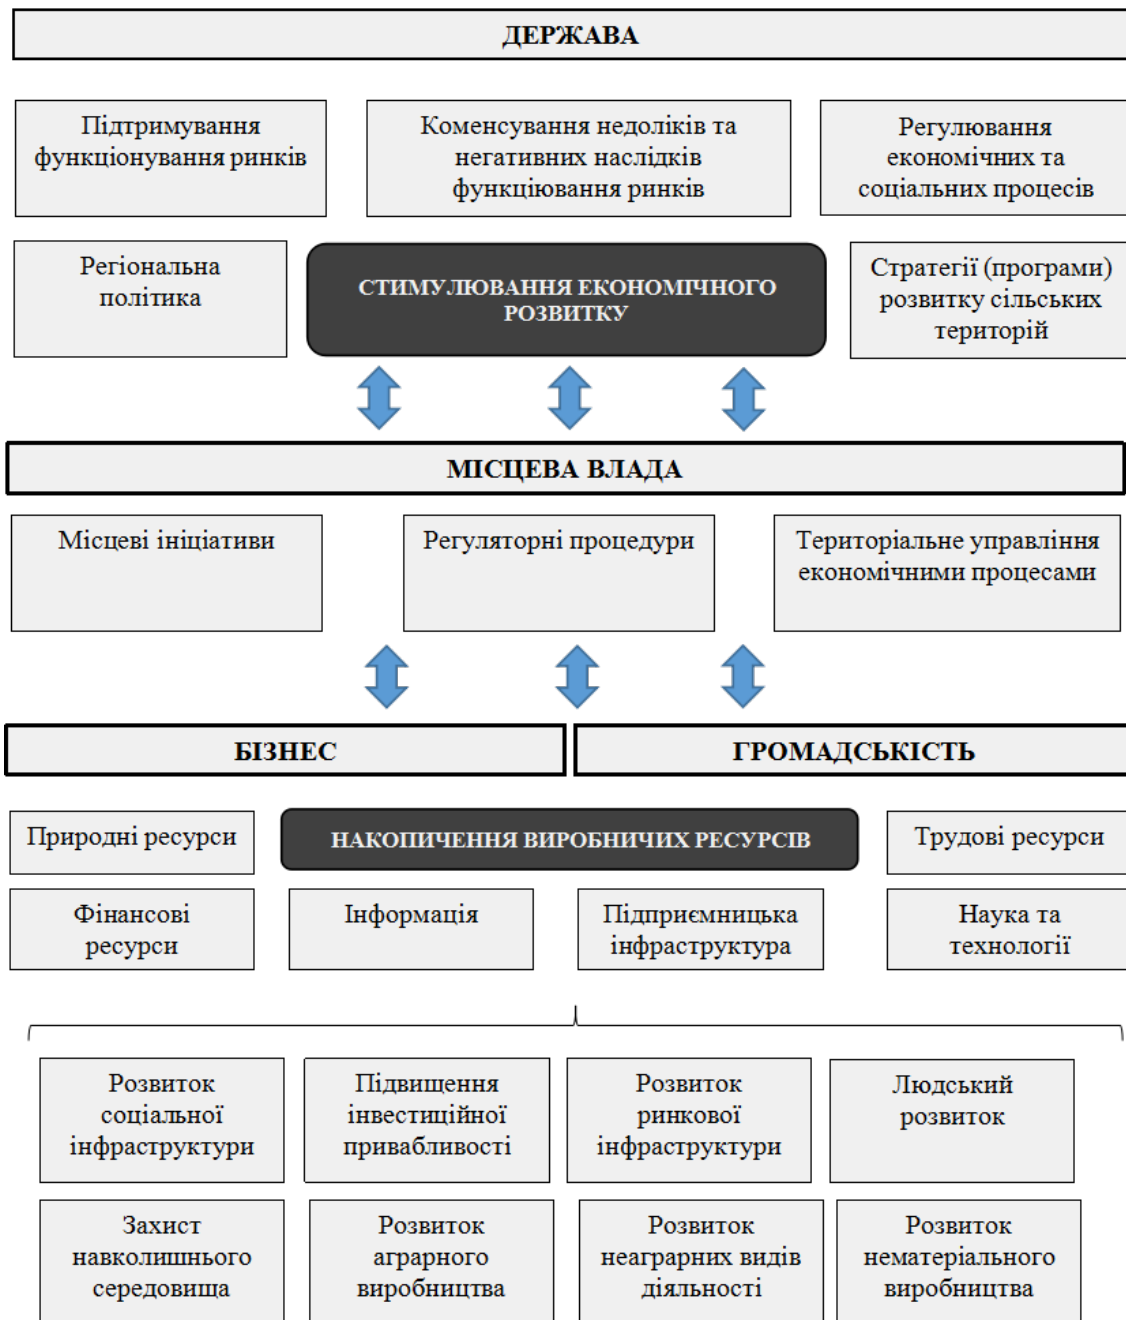 ДЕРЖАВА
Підтримування
функціонування ринків
Коменсування недоліків та
негативних наслідків
функціювання ринків
Регулювання
економічних та
соціальних процесів
Регіональна
політика
СТИМУЛЮВАННЯ ЕКОНОМІЧНОГО
РОЗВИТКУ
Стратегії (програми)
розвитку сільських
територій
МІСЦЕВА ВЛАДА
Місцеві ініціативи
Регуляторні процедури
Територіальне управління
економічними процесами
БІЗНЕС
ГРОМАДСЬКІСТЬ
Природні ресурси
НАКОПИЧЕННЯ ВИРОБНИЧИХ РЕСУРСІВ
Трудові ресурси
Фінансові
ресурси
Інформація
Підприємницька
інфраструктура
Наука та
технології
Розвиток
соціальної
інфраструктури
Підвищення
інвестиційної
привабливості
Розвиток
ринкової
інфраструктури
Людський
розвиток
Захист
навколишнього
середовища
Розвиток
аграрного
виробництва
Розвиток
неаграрних видів
діяльності
Розвиток
нематеріального
виробництва